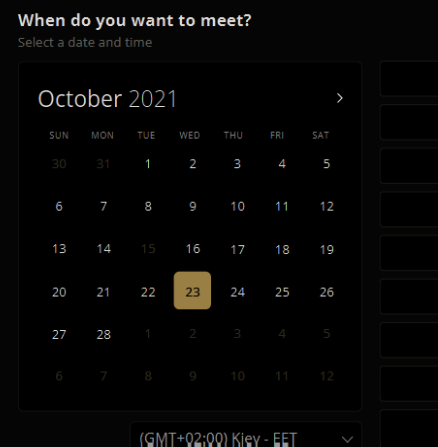 When do you want to meet?
Select a date and time
October 2021 >
SUN MON TUE WED THU FRI SAT
30 31 1 2 3 4 5
6 7 8 9 10 11 12
13 14 15 16 17 18 19
20 21 22 23 24 25 26
27 28 1 2 3 4 5
6 7 8 9 10 11 12
(GMT+02:00) Kiev - EET